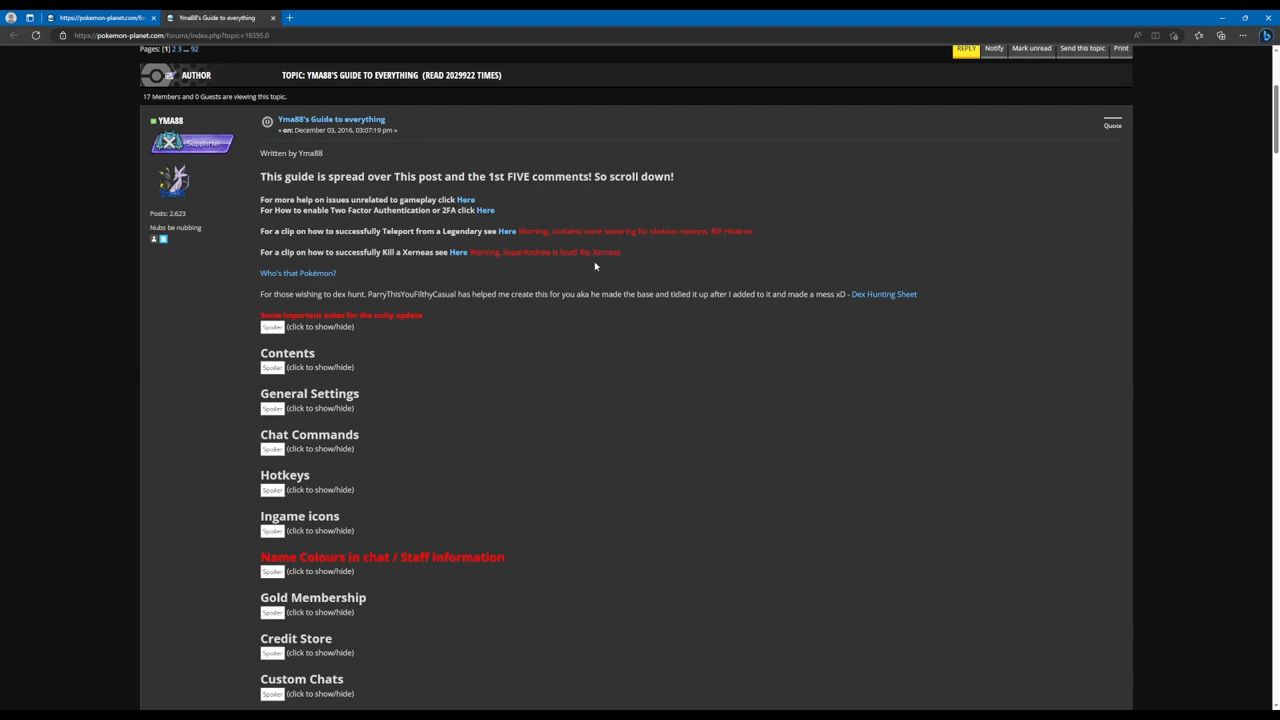 https://pokemon-planet.com/for
Yma88's Guide to everything
https://pokemon-planet.com/forums/index.php?topic=18395.0
Pages: [1] 2 3 ... 92
REPLY Notify Mark unread Send this topic Print
AUTHOR TOPIC: YMA88'S GUIDE TO EVERYTHING (READ 2029922 TIMES)
17 Members and 0 Guests are viewing this topic.
YMA88
Supporter
Posts: 2,623
Nubs be nubbing
Yma88's Guide to everything
« on: December 03, 2016, 03:07:19 pm »
Quote
Written by Yma88
This guide is spread over This post and the 1st FIVE comments! So scroll down!
For more help on issues unrelated to gameplay click Here
For How to enable Two Factor Authentication or 2FA click Here
For a clip on how to successfully Teleport from a Legendary see Here Warning, contains some swearing for obvious reasons. RIP Heatran
For a clip on how to successfully Kill a Xerneas see Here Warning, SuperAndrew is loud! Rip Xerneas
Who's that Pokémon?
For those wishing to dex hunt. ParryThisYouFilthyCasual has helped me create this for you aka he made the base and tidied it up after I added to it and made a mess xD - Dex Hunting Sheet
Some important notes for the unity update
Spoiler (click to show/hide)
Contents
Spoiler (click to show/hide)
General Settings
Spoiler (click to show/hide)
Chat Commands
Spoiler (click to show/hide)
Hotkeys
Spoiler (click to show/hide)
Ingame icons
Spoiler (click to show/hide)
Name Colours in chat / Staff Information
Spoiler (click to show/hide)
Gold Membership
Spoiler (click to show/hide)
Credit Store
Spoiler (click to show/hide)
Custom Chats
Spoiler (click to show/hide)